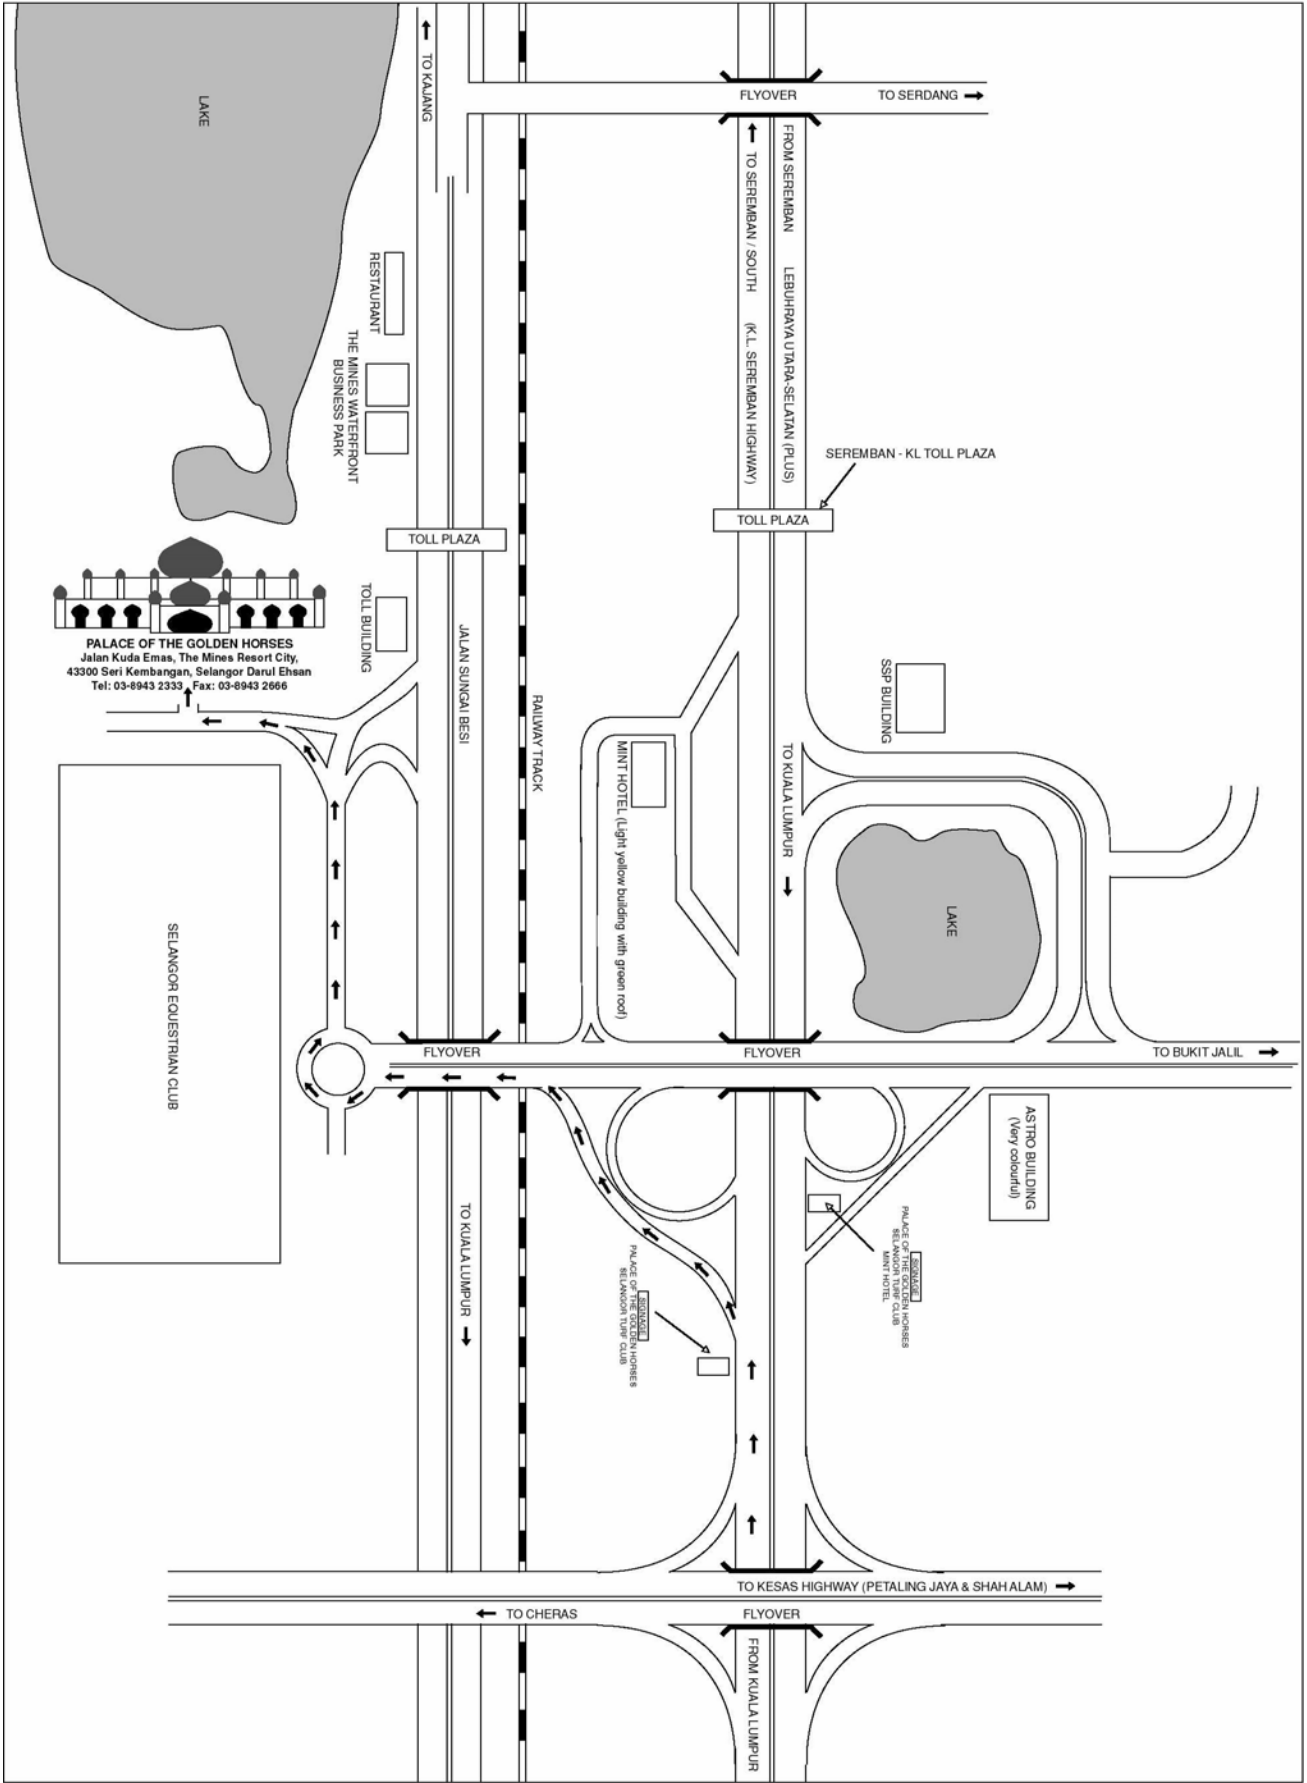 LAKE
TO KAJANG
FLYOVER
TO SERDANG
TO SEREMBAN / SOUTH (K.L. SEREMBAN HIGHWAY)
FROM SEREMBAN LEBUHRAYA UTARA-SELATAN (PLUS)
RESTAURANT
THE MINES WATERFRONT
BUSINESS PARK
SEREMBAN - KL TOLL PLAZA
TOLL PLAZA
TOLL PLAZA
TOLL BUILDING
JALAN SUNGAI BESI
PALACE OF THE GOLDEN HORSES
Jalan Kuda Emas, The Mines Resort City,
43300 Seri Kembangan, Selangor Darul Ehsan
Tel: 03-8943 2333 Fax: 03-8943 2666
RAILWAY TRACK
SSP BUILDING
MINT HOTEL (Light yellow building with green roof)
TO KUALA LUMPUR
LAKE
SELANGOR EQUESTRIAN CLUB
FLYOVER
FLYOVER
TO BUKIT JALIL
ASTRO BUILDING
(Very colourful)
SIGNAGE
PALACE OF THE GOLDEN HORSES
SELANGOR TURF CLUB
MINT HOTEL
TO KUALA LUMPUR
SIGNAGE
PALACE OF THE GOLDEN HORSES
SELANGOR TURF CLUB
TO KESAS HIGHWAY (PETALING JAYA & SHAH ALAM)
TO CHERAS
FLYOVER
FROM KUALA LUMPUR